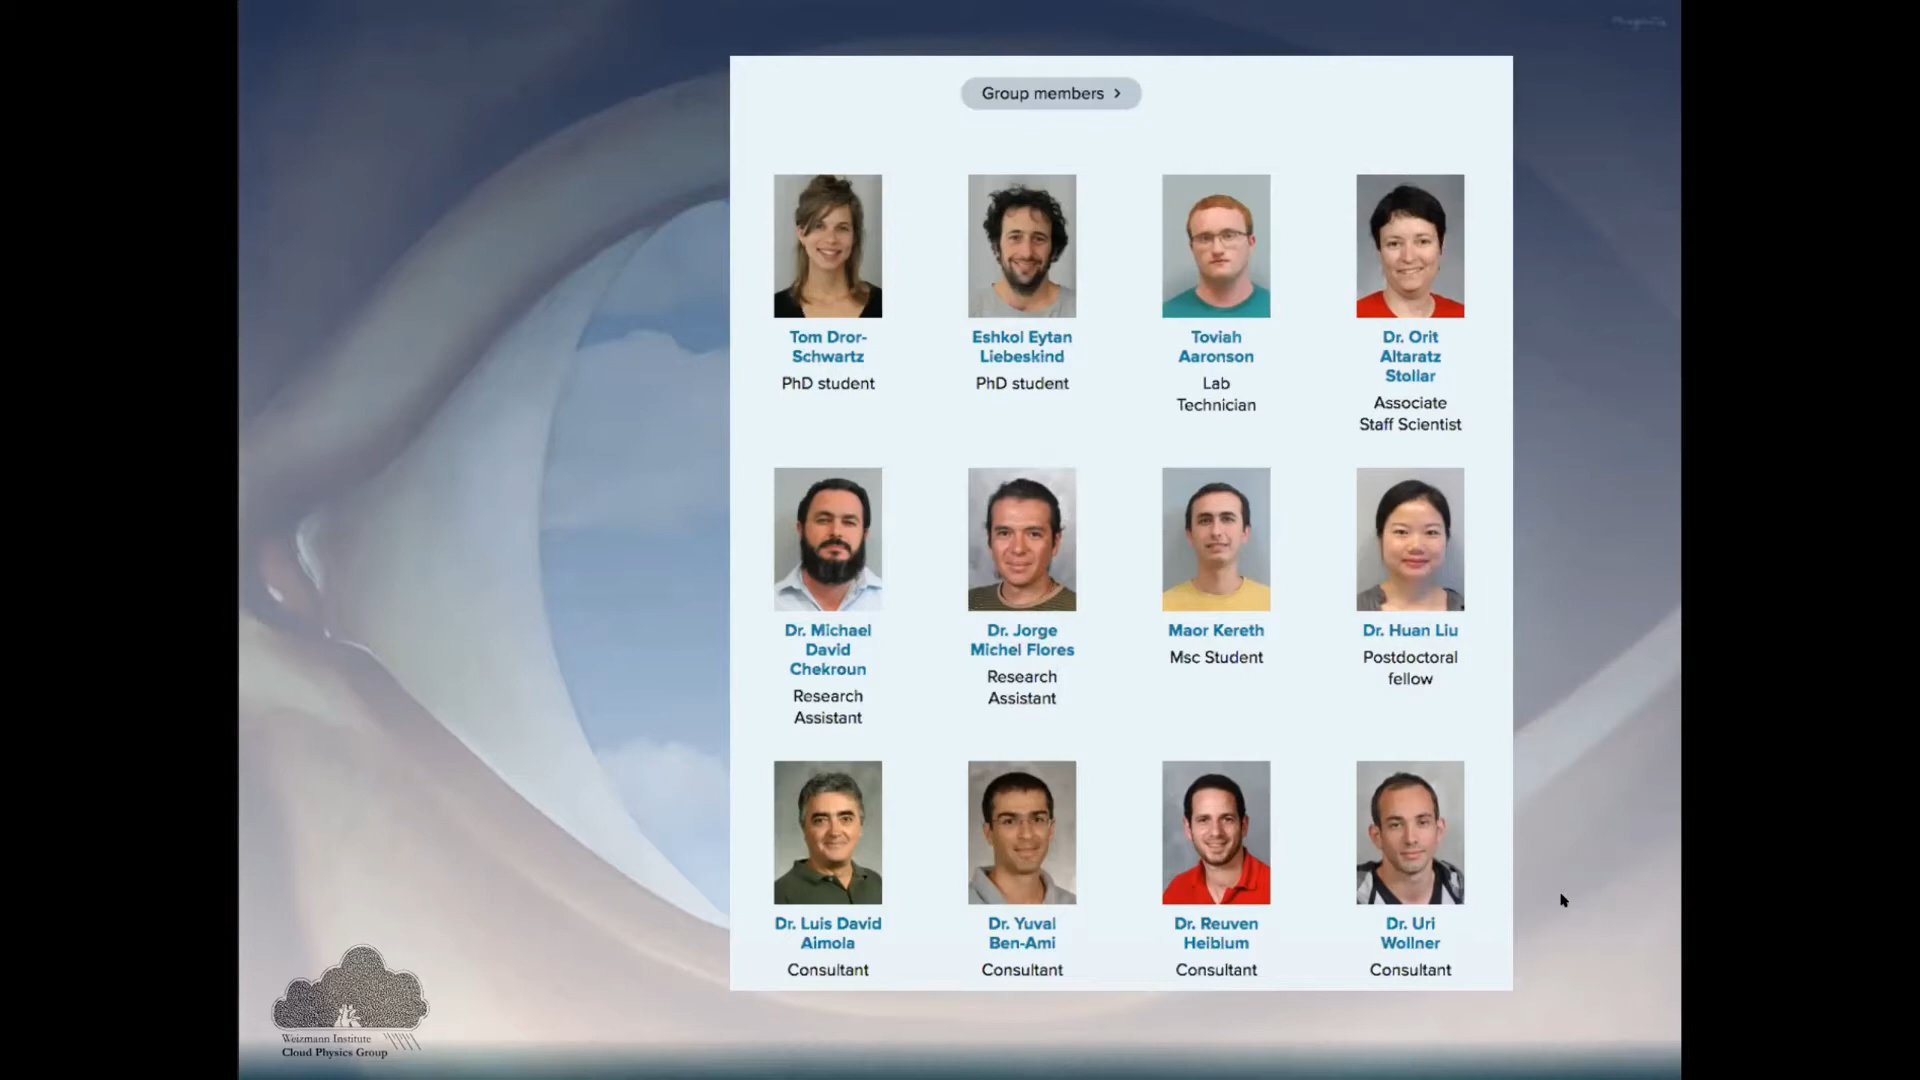 Magritte
Group members >
Tom Dror-
Schwartz
PhD student
Eshkol Eytan
Liebeskind
PhD student
Toviah
Aaronson
Lab
Technician
Dr. Orit
Altaratz
Stollar
Associate
Staff Scientist
Dr. Michael
David
Chekroun
Research
Assistant
Dr. Jorge
Michel Flores
Research
Assistant
Maor Kereth
Msc Student
Dr. Huan Liu
Postdoctoral
fellow
Dr. Luis David
Aimola
Consultant
Dr. Yuval
Ben-Ami
Consultant
Dr. Reuven
Heiblum
Consultant
Dr. Uri
Wollner
Consultant
Weizmann Institute
Cloud Physics Group